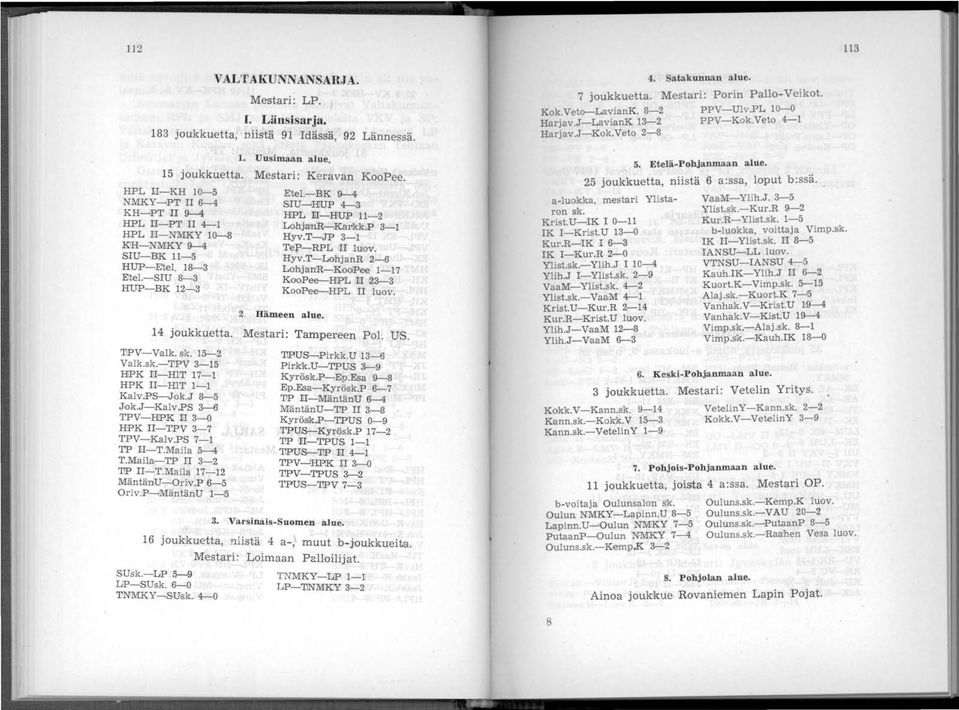 112
VALTAKUNNANSARJA.
Mestari: LP.
I. Länsisarja.
183 joukkuetta, niistä 91 Idässä, 92 Lännessä.
1. Uusimaan alue.
15 joukkuetta. Mestari: Keravan KooPee.
HPL II—KH 10—5
NMKY—PT II 6—4
KH—PT II 9—4
HPL II—PT II 4—1
HPL II—NMKY 10—8
KH—NMKY 9—4
SIU—BK 11—5
HUP—Etel. 18—3
Etel.—SIU 8—3
HUP—BK 12—3
Etel.—BK 9—4
SIU—HUP 4—3
HPL II—HUP 11—2
LohjanR—Karkk.P 3—1
Hyv.T—JP 3—1
TeP—RPL II luov.
Hyv.T—LohjanR 2—6
LohjanR—KooPee 1—17
KooPee—HPL II 23—3
KooPee—HPL II luov.
2. Hämeen alue.
14 joukkuetta. Mestari: Tampereen Pol. US.
TPV—Valk. sk. 15—2
Valk.sk.—TPV 3—15
HPK II—HlT 17—1
HPK II—HlT 1—1
Kalv.PS—Jok.J 8—5
Jok.J—Kalv.PS 3—6
TPV—HPK II 3—0
HPK II—TPV 3—7
TPV—Kalv.PS 7—1
TP II—T.Maila 5—4
T.Maila—TP II 3—2
TP II—T.Maila 17—12
MäntänU—Oriv.P 6—5
Oriv.P—MäntänU 1—5
TPUS—Pirkk.U 13—6
Pirkk.U—TPUS 3—9
Kyrösk.P—Ep.Esa 9—8
Ep.Esa—Kyrösk.P 6—7
TP II—MäntänU 6—4
MäntänU—TP II 3—8
Kyrösk.P—TPUS 0—9
TPUS—Kyrösk.P 17—2
TP II—TPUS 1—1
TPUS—TP II 4—1
TPV—HPK II 3—0
TPV—TPUS 3—2
TPUS—TPV 7—3
3. Varsinais-Suomen alue.
16 joukkuetta, niistä 4 a-, muut b-joukkueita.
Mestari: Loimaan Palloilijat.
SUsk.—LP 5—9
LP—SUsk. 6—0
TNMKY—SUsk. 4—0
TNMKY—LP 1—1
LP—TNMKY 3—2
113
4. Satakunnan alue.
7 joukkuetta. Mestari: Porin Pallo-Veikot.
Kok.Veto—LavianK. 8—2
Harjav.J—LavianK 13—2
Harjav.J—Kok.Veto 2—8
PPV—Ulv.PL 10—0
PPV—Kok.Veto 4—1
5. Etelä-Pohjanmaan alue.
25 joukkuetta, niistä 6 a:ssa, loput b:ssä.
a-luokka, mestari Ylista-
ron sk.
Krist.U—IK I 0—11
IK I—Krist.U 13—0
Kur.R—IK I 6—3
IK I—Kur.R 2—0
Ylist.sk.—Ylih.J I 10—4
Ylih.J I—Ylist.sk. 2—9
VaaM—Ylist.sk. 4—2
Ylist.sk.—VaaM 4—1
Krist.U—Kur.R 2—14
Kur.R—Krist.U luov.
Ylih.J—VaaM 12—8
Ylih.J—VaaM 6—3
VaaM—Ylih.J. 3—5
Ylist.sk.—Kur.R 9—2
Kur.R—Ylist.sk. 1—5
b-luokka, voittaja Vimp.sk.
IK II—Ylist.sk. II 8—5
IANSU—LL luov.
VTNSU—IANSU 4—5
Kauh.IK—Ylih.J II 6—2
Kuort.K—Vimp.sk. 5—15
Alaj.sk.—Kuort.K 7—5
Vanhak.V—Krist.U 19—4
Vanhak.V—Kist.U 19—4
Vimp.sk.—Alaj.sk. 8—1
Vimp.sk.—Kauh.IK 18—0
6. Keski-Pohjanmaan alue.
3 joukkuetta. Mestari: Vetelin Yritys.
Kokk.V—Kann.sk. 9—14
Kann.sk.—Kokk.V 15—3
Kann.sk.—VetelinY 1—9
VetelinY—Kann.sk. 2—2
Kokk.V—VetelinY 3—9
7. Pohjois-Pohjanmaan alue.
11 joukkuetta, joista 4 a:ssa. Mestari OP.
b-voitaja Oulunsalon sk.
Oulun NMKY—Lapinn.U 8—5
Lapinn.U—Oulun NMKY 7—5
PutaanP—Oulun NMKY 7—4
Ouluns.sk.—Kemp.K 3—2
Ouluns.sk.—Kemp.K luov.
Ouluns.sk.—VAU 20—2
Ouluns.sk.—PutaanP 8—5
Ouluns.sk.—Raahen Vesa luov.
8. Pohjolan alue.
Ainoa joukkue Rovaniemen Lapin Pojat.
8